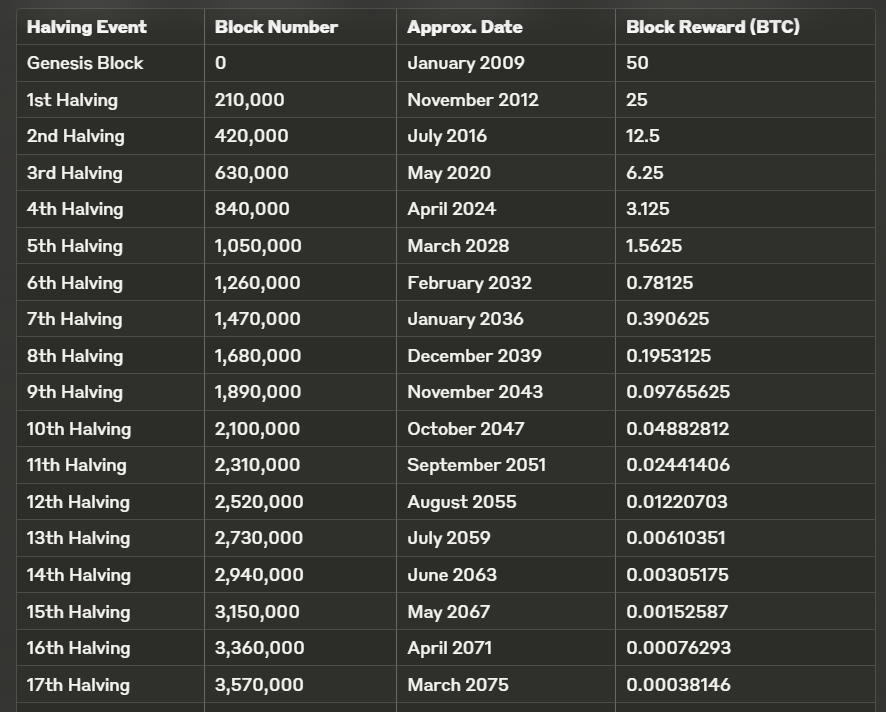 Halving Event Block Number Approx. Date Block Reward (BTC)
Genesis Block 0 January 2009 50
1st Halving 210,000 November 2012 25
2nd Halving 420,000 July 2016 12.5
3rd Halving 630,000 May 2020 6.25
4th Halving 840,000 April 2024 3.125
5th Halving 1,050,000 March 2028 1.5625
6th Halving 1,260,000 February 2032 0.78125
7th Halving 1,470,000 January 2036 0.390625
8th Halving 1,680,000 December 2039 0.1953125
9th Halving 1,890,000 November 2043 0.09765625
10th Halving 2,100,000 October 2047 0.04882812
11th Halving 2,310,000 September 2051 0.02441406
12th Halving 2,520,000 August 2055 0.01220703
13th Halving 2,730,000 July 2059 0.00610351
14th Halving 2,940,000 June 2063 0.00305175
15th Halving 3,150,000 May 2067 0.00152587
16th Halving 3,360,000 April 2071 0.00076293
17th Halving 3,570,000 March 2075 0.00038146